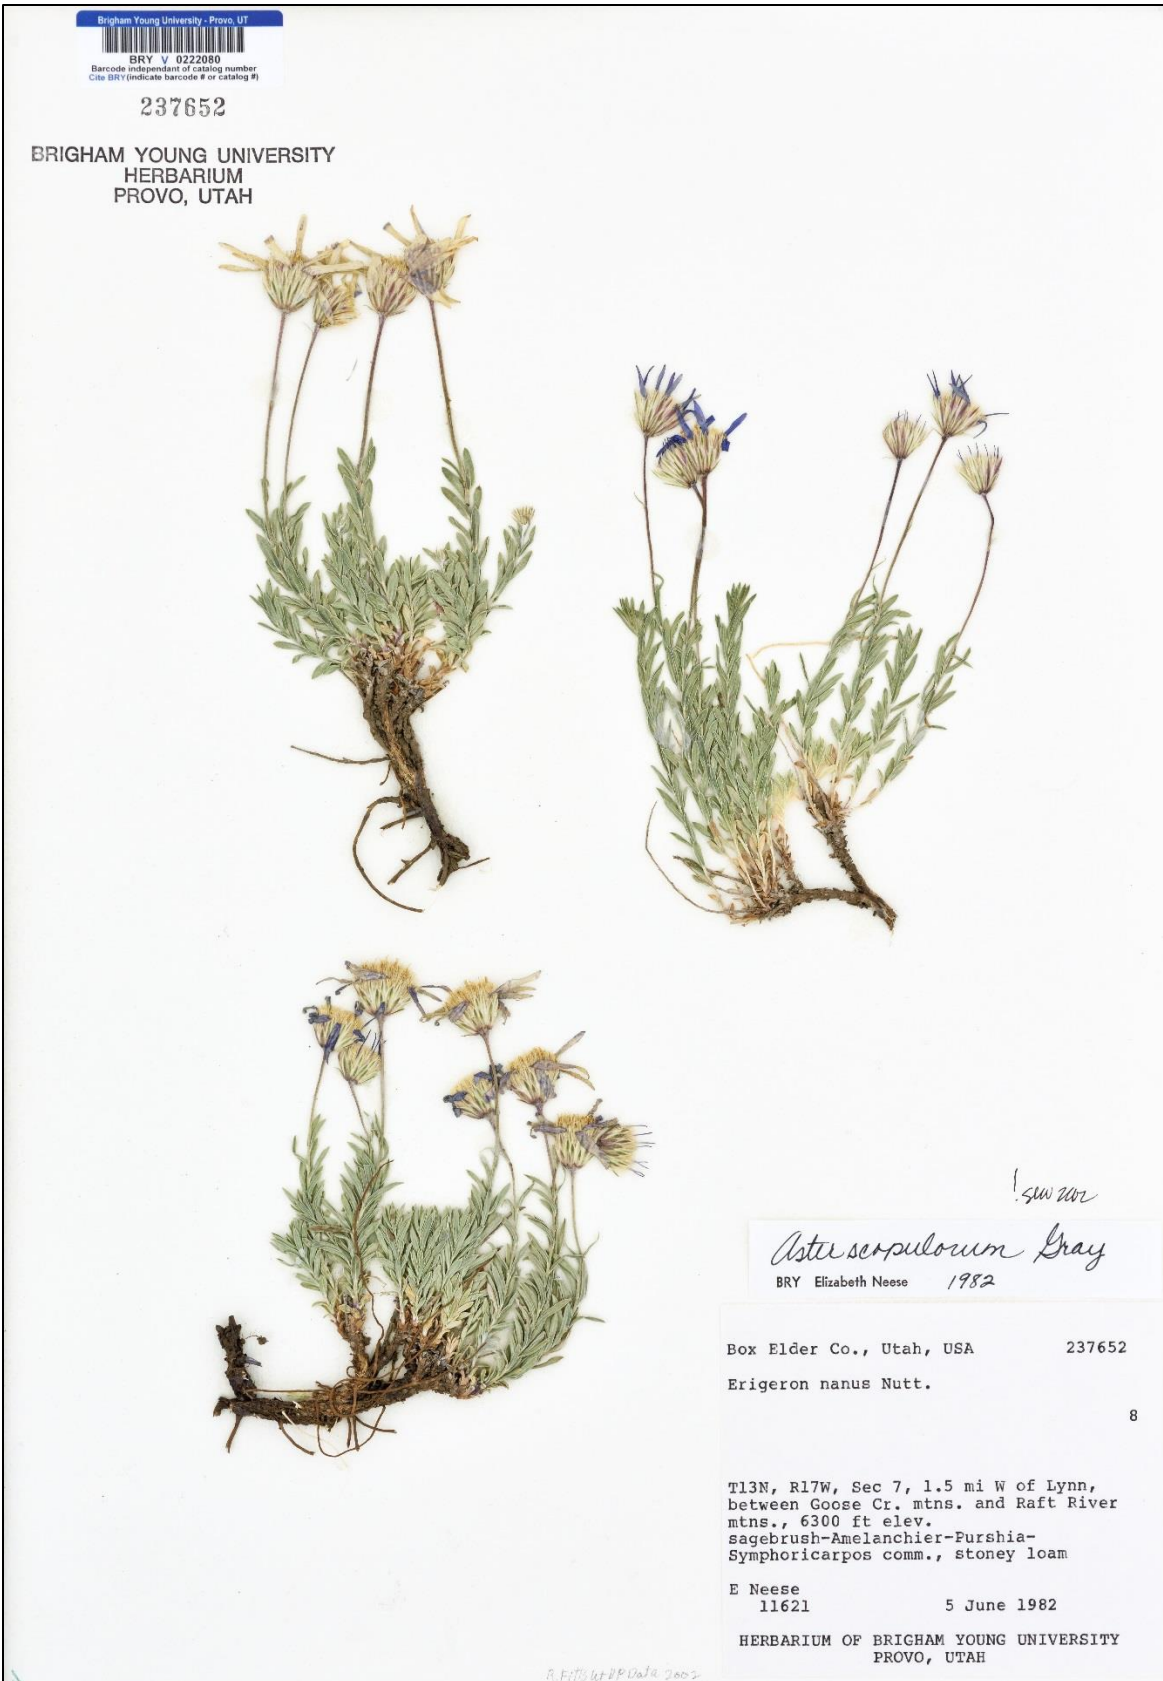 Brigham Young University - Provo, UT
BRY V 0222080
Barcode independant of catalog number
Cite BRY (indicate barcode # or catalog #)
237652
BRIGHAM YOUNG UNIVERSITY
HERBARIUM
PROVO, UTAH
Aster scopulorum Gray
BRY Elizabeth Neese 1982
Box Elder Co., Utah, USA 237652
Erigeron nanus Nutt.
8
T13N, R17W, Sec 7, 1.5 mi W of Lynn,
between Goose Cr. mtns. and Raft River
mtns., 6300 ft elev.
sagebrush-Amelanchier-Purshia-
Symphoricarpos comm., stoney loam
E Neese
11621 5 June 1982
HERBARIUM OF BRIGHAM YOUNG UNIVERSITY
PROVO, UTAH
Data 2002